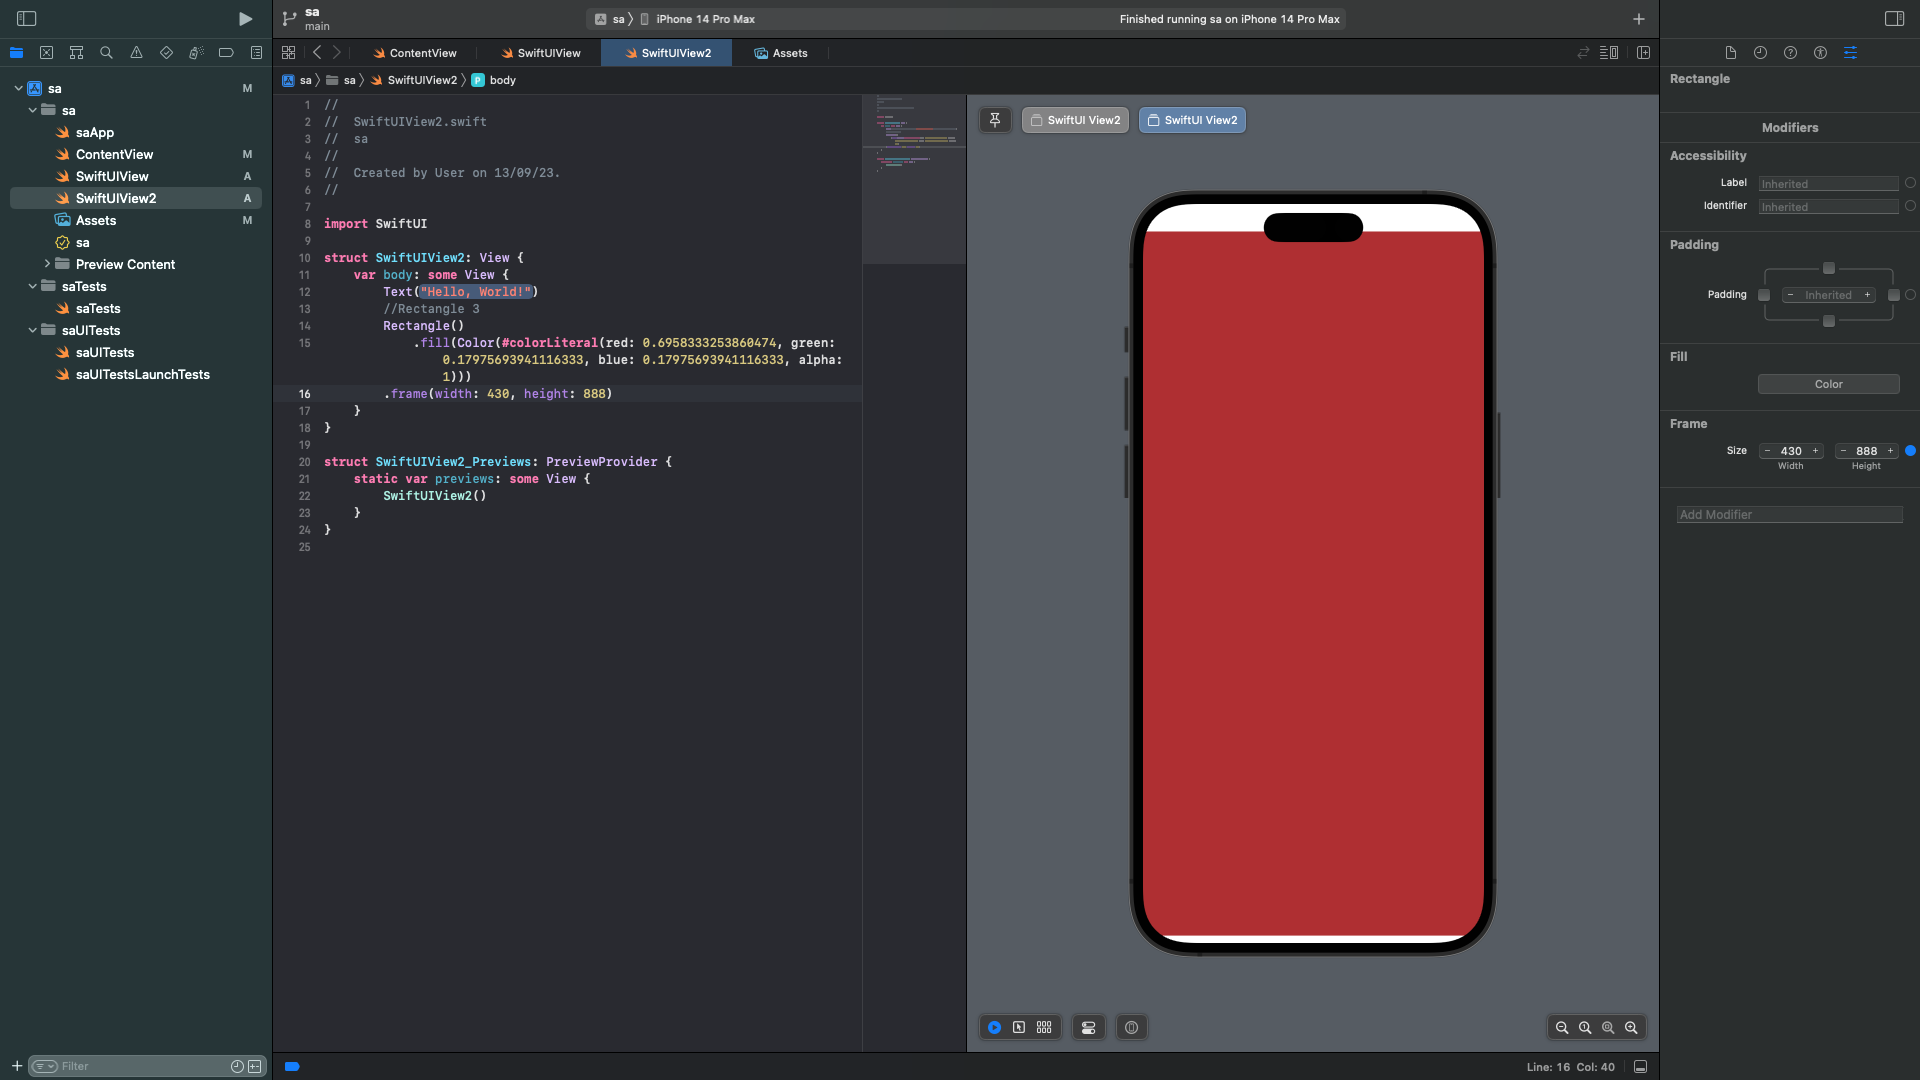 sa
main
sa 〉 iPhone 14 Pro Max
Finished running sa on iPhone 14 Pro Max
ContentView
SwiftUIView
SwiftUIView2
Assets
sa 〉 sa 〉 SwiftUIView2 〉 P body
sa M
sa
saApp
ContentView M
SwiftUIView A
SwiftUIView2 A
Assets M
sa
Preview Content
saTests
saTests
saUITests
saUITests
saUITestsLaunchTests
Filter
1 //
2 //  SwiftUIView2.swift
3 //  sa
4 //
5 //  Created by User on 13/09/23.
6 //
7
8 import SwiftUI
9
10 struct SwiftUIView2: View {
11     var body: some View {
12         Text("Hello, World!")
13         //Rectangle 3
14         Rectangle()
15             .fill(Color(#colorLiteral(red: 0.6958333253860474, green:
0.17975693941116333, blue: 0.17975693941116333, alpha:
1)))
16         .frame(width: 430, height: 888)
17     }
18 }
19
20 struct SwiftUIView2_Previews: PreviewProvider {
21     static var previews: some View {
22         SwiftUIView2()
23     }
24 }
25
SwiftUI View2
SwiftUI View2
Rectangle
Modifiers
Accessibility
Label Inherited
Identifier Inherited
Padding
Padding − Inherited +
Fill
Color
Frame
Size − 430 + − 888 +
Width Height
Add Modifier
Line: 16 Col: 40